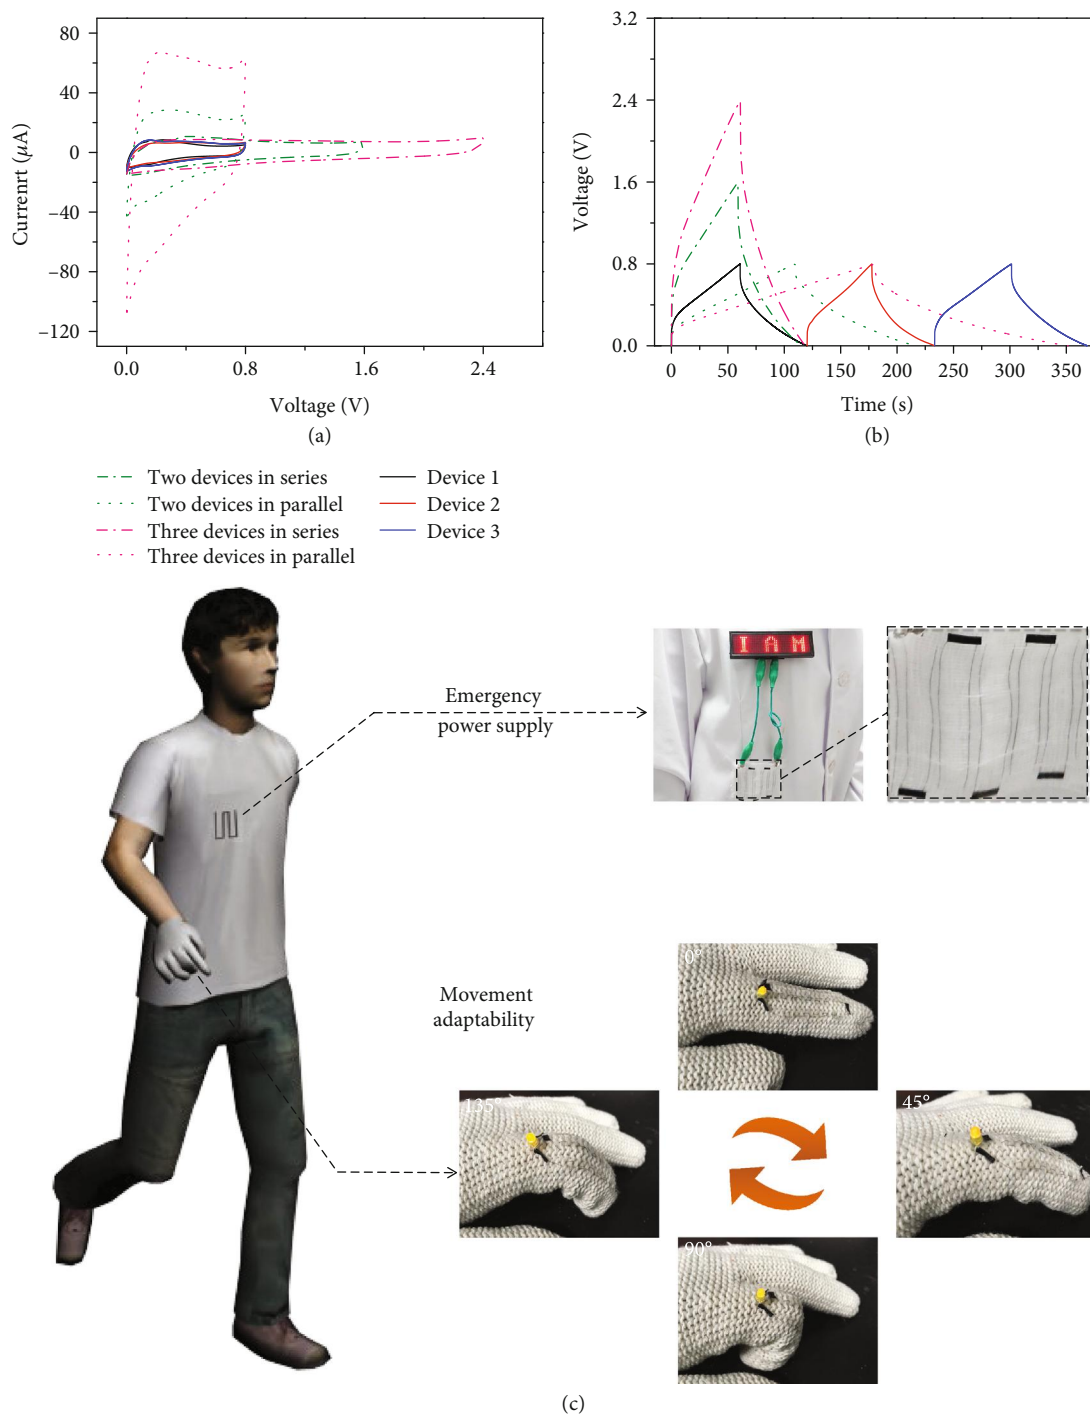 80
40
0
−40
−80
−120
Currenrt (μA)
0.0 0.8 1.6 2.4
Voltage (V)
(a)
3.2
2.4
1.6
0.8
0.0
Voltage (V)
0 50 100 150 200 250 300 350
Time (s)
(b)
Two devices in series
Two devices in parallel
Three devices in series
Three devices in parallel
Device 1
Device 2
Device 3
Emergency
power supply
I A M
Movement
adaptability
0°
135°
45°
90°
(c)